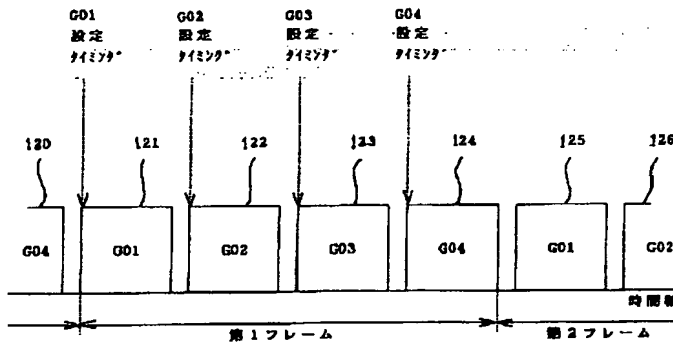 G01 G02 G03 G04
設定 設定 設定 設定
タイミング タイミング タイミング タイミング
120 121 122 123 124 125 126
G04 G01 G02 G03 G04 G01 G02
時間軸
第1フレーム 第2フレーム